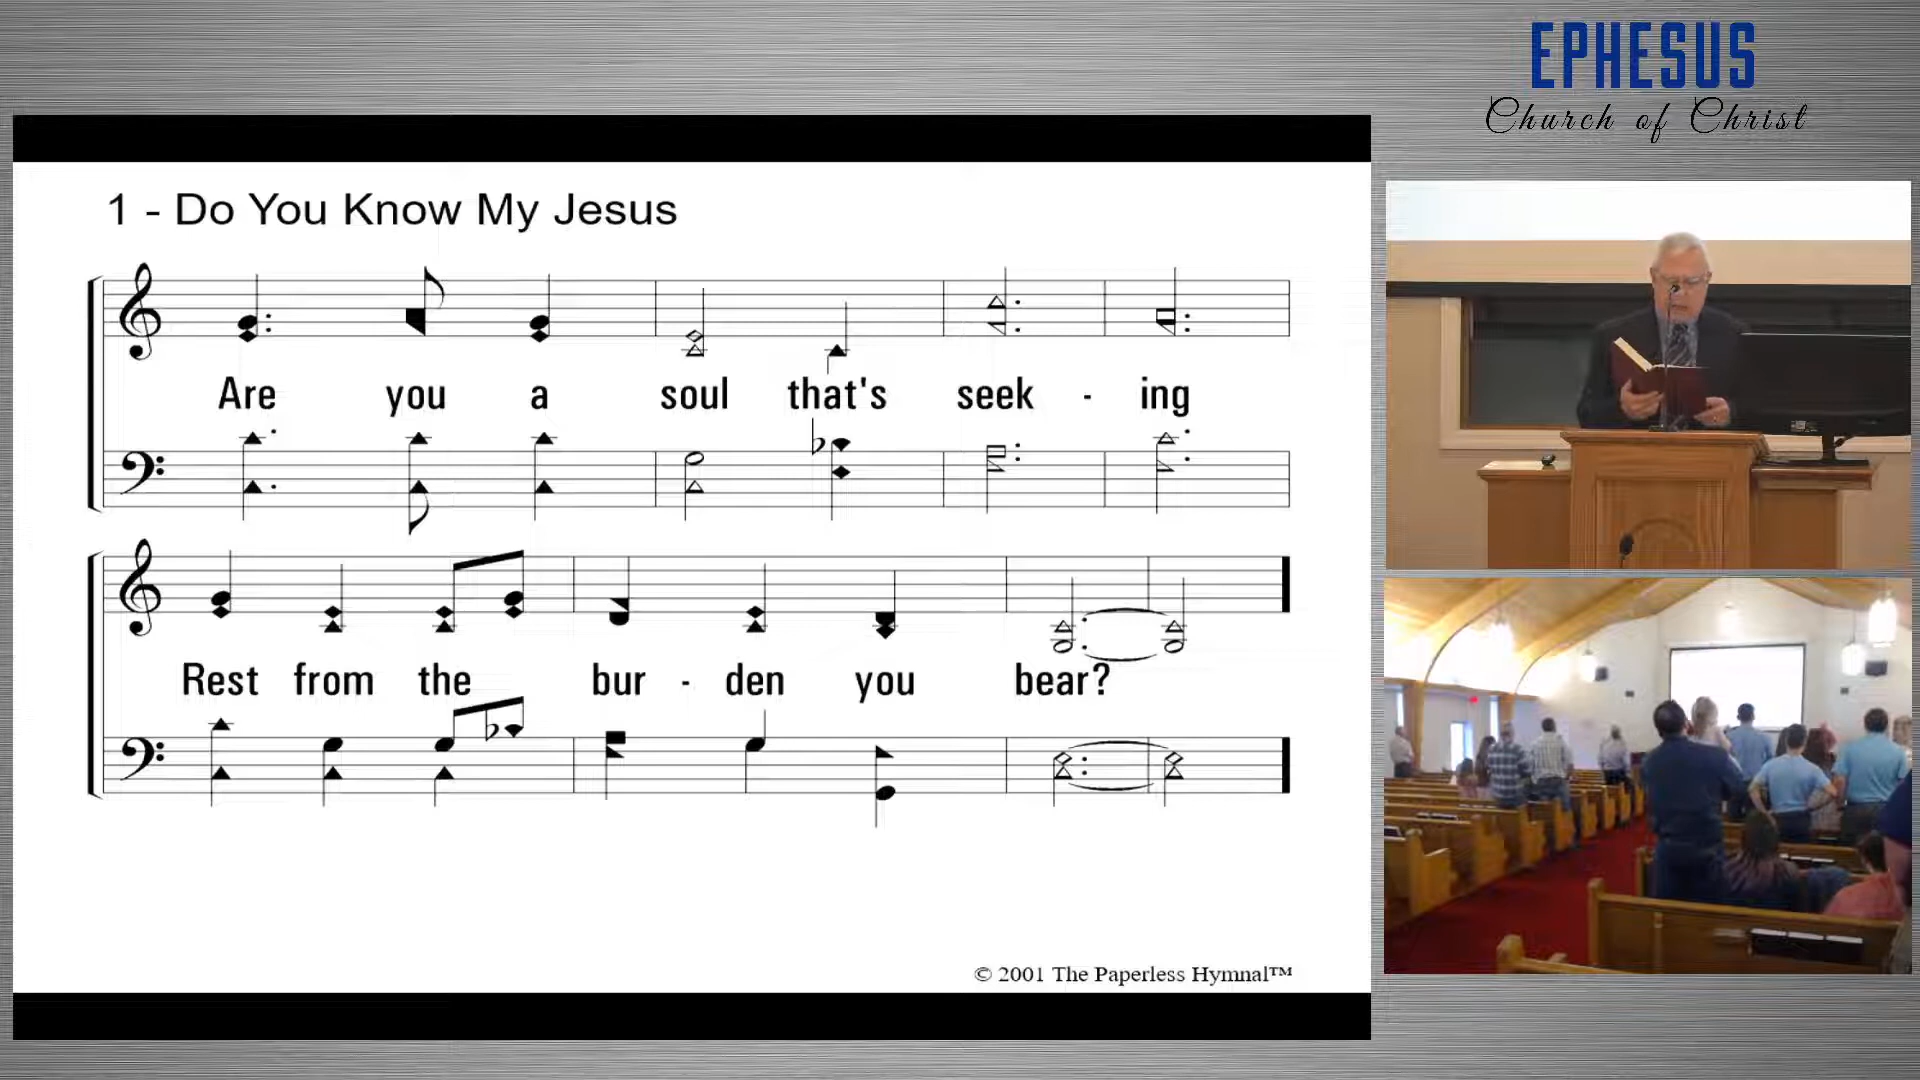 EPHESUS
Church of Christ
1 - Do You Know My Jesus
Are you a soul that's seek - ing
Rest from the bur - den you bear?
© 2001 The Paperless Hymnal™